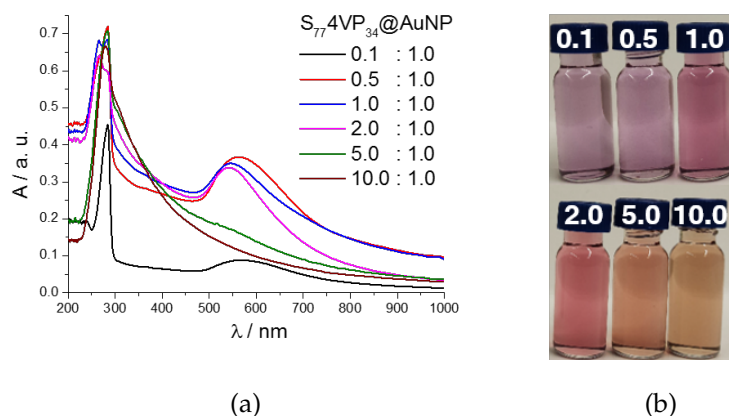 S₇₇4VP₃₄@AuNP
0.1 : 1.0
0.5 : 1.0
1.0 : 1.0
2.0 : 1.0
5.0 : 1.0
10.0 : 1.0
0.7
0.6
0.5
0.4
0.3
0.2
0.1
0.0
A / a. u.
200 300 400 500 600 700 800 900 1000
λ / nm
(a)
0.1 0.5 1.0
2.0 5.0 10.0
(b)